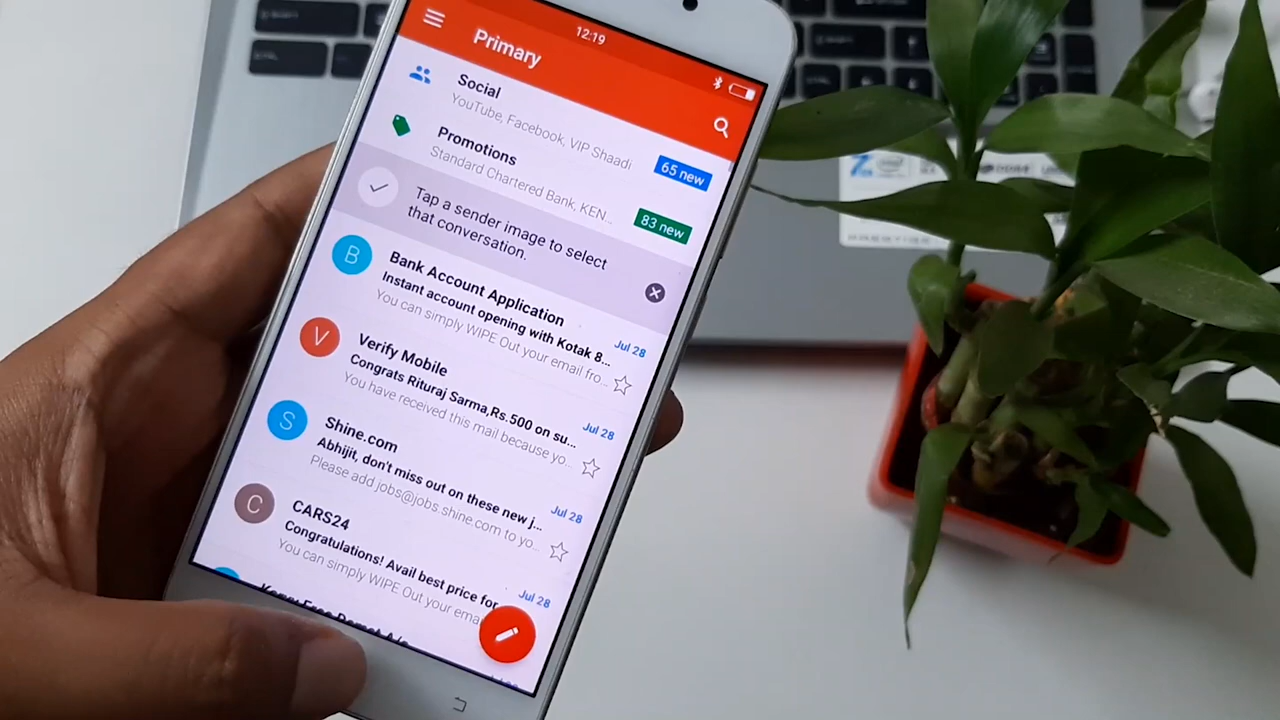 12:19
Primary
Social
YouTube, Facebook, VIP Shaadi
65 new
Promotions
Standard Chartered Bank, KEN...
83 new
Tap a sender image to select
that conversation.
B
Bank Account Application
Instant account opening with Kotak 8...
Jul 28
You can simply WIPE Out your email fro...
V
Verify Mobile
Congrats Rituraj Sarma,Rs.500 on su...
Jul 28
You have received this mail because yo...
S
Shine.com
Abhijit, don't miss out on these new j...
Jul 28
Please add jobs@jobs.shine.com to yo...
C
CARS24
Congratulations! Avail best price for
Jul 28
You can simply WIPE Out your ema